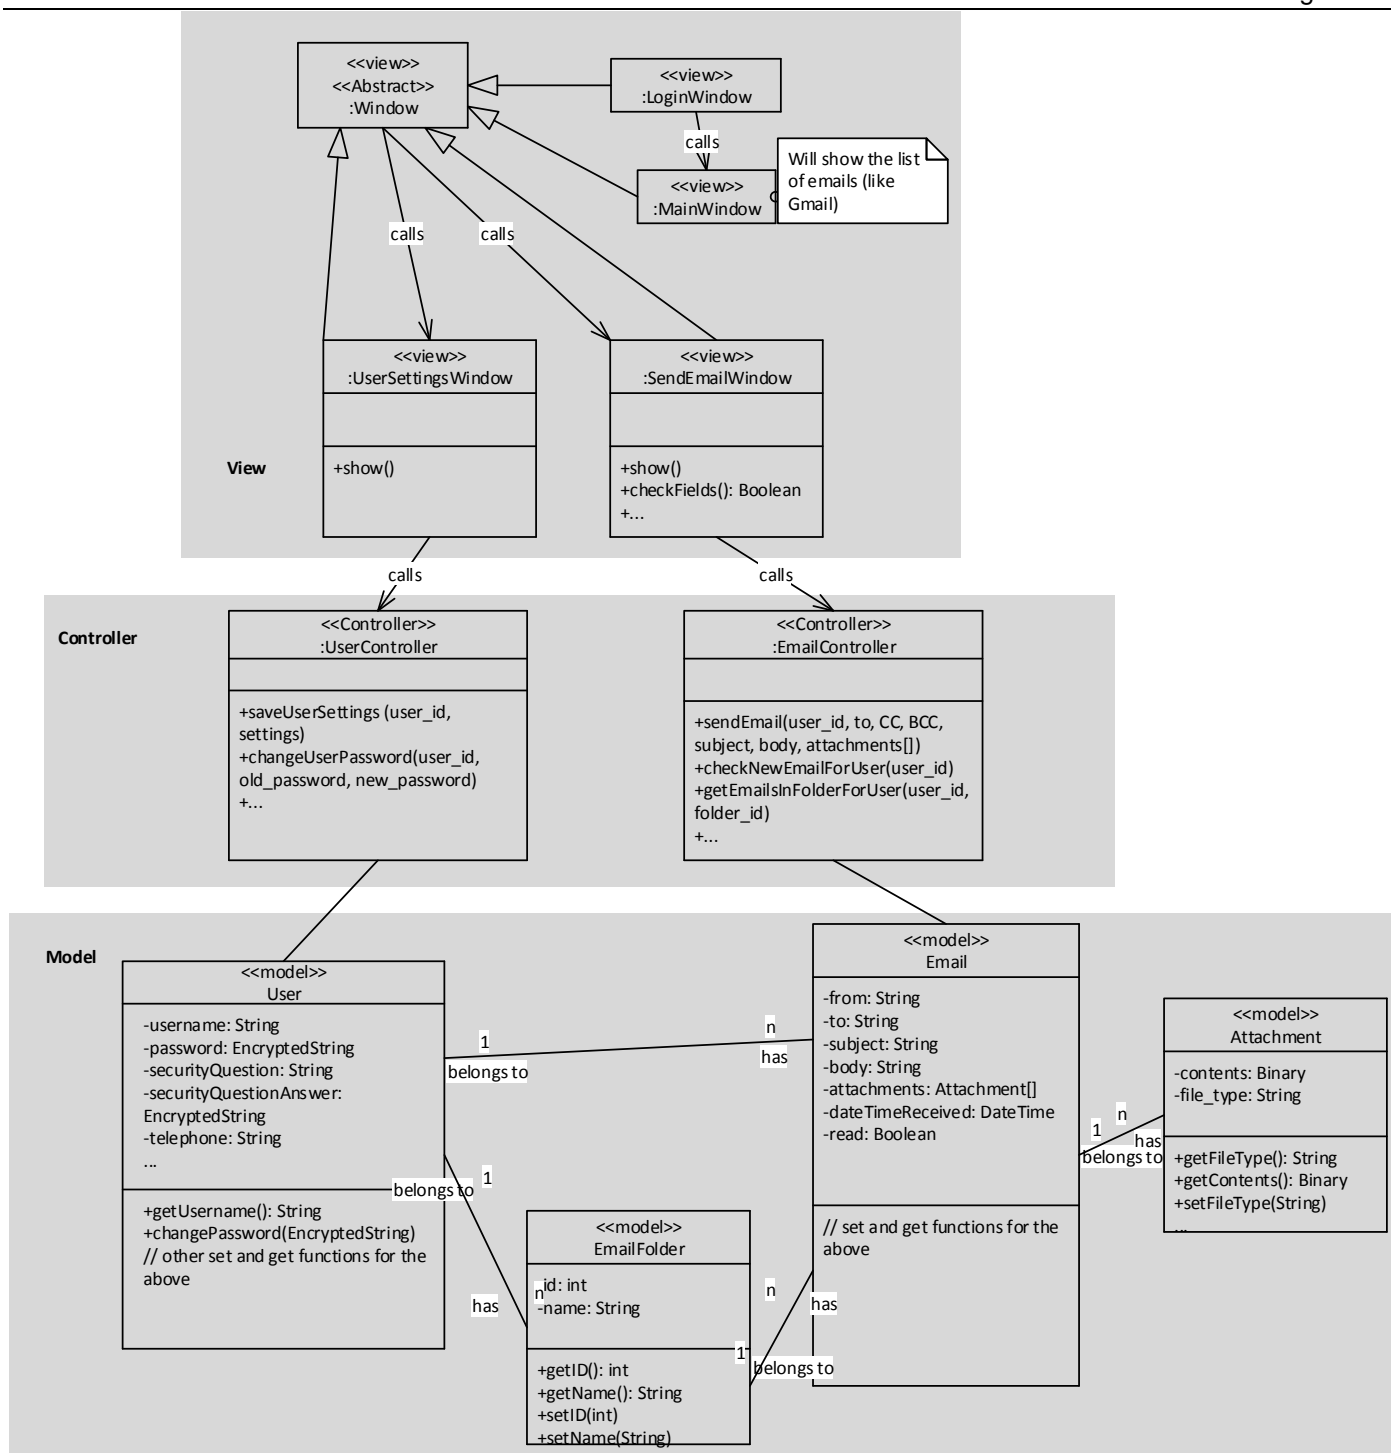 g
<<view>>
<<Abstract>>
:Window
<<view>>
:LoginWindow
calls
Will show the list
of emails (like
Gmail)
<<view>>
:MainWindow
calls
calls
<<view>>
:UserSettingsWindow
<<view>>
:SendEmailWindow
View
+show()
+show()
+checkFields(): Boolean
+...
calls
calls
Controller
<<Controller>>
:UserController
<<Controller>>
:EmailController
+saveUserSettings (user_id,
settings)
+changeUserPassword(user_id,
old_password, new_password)
+...
+sendEmail(user_id, to, CC, BCC,
subject, body, attachments[])
+checkNewEmailForUser(user_id)
+getEmailsInFolderForUser(user_id,
folder_id)
+...
Model
<<model>>
User
-username: String
-password: EncryptedString
-securityQuestion: String
-securityQuestionAnswer:
EncryptedString
-telephone: String
...
+getUsername(): String
+changePassword(EncryptedString)
// other set and get functions for the
above
1
belongs to
n
has
<<model>>
Email
-from: String
-to: String
-subject: String
-body: String
-attachments: Attachment[]
-dateTimeReceived: DateTime
-read: Boolean
// set and get functions for the
above
<<model>>
Attachment
-contents: Binary
-file_type: String
+getFileType(): String
+getContents(): Binary
+setFileType(String)
...
n
1
has
belongs to
1
belongs to
has
n
<<model>>
EmailFolder
id: int
-name: String
+getID(): int
+getName(): String
+setID(int)
+setName(String)
n
has
1
belongs to